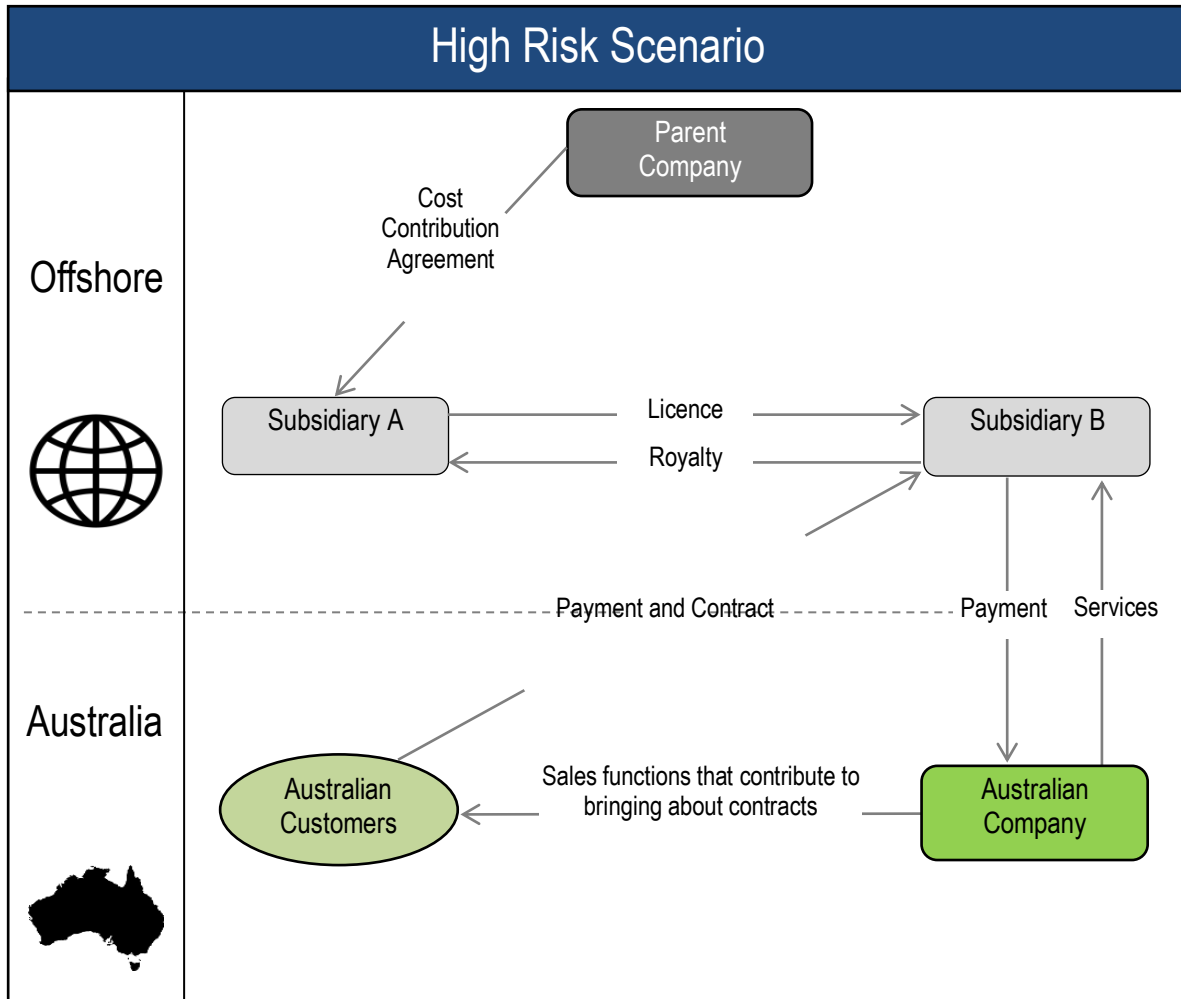 High Risk Scenario
Parent
Company
Cost
Contribution
Agreement
Offshore
Subsidiary A
Licence
Royalty
Subsidiary B
Payment and Contract
Payment
Services
Australia
Australian
Customers
Sales functions that contribute to
bringing about contracts
Australian
Company